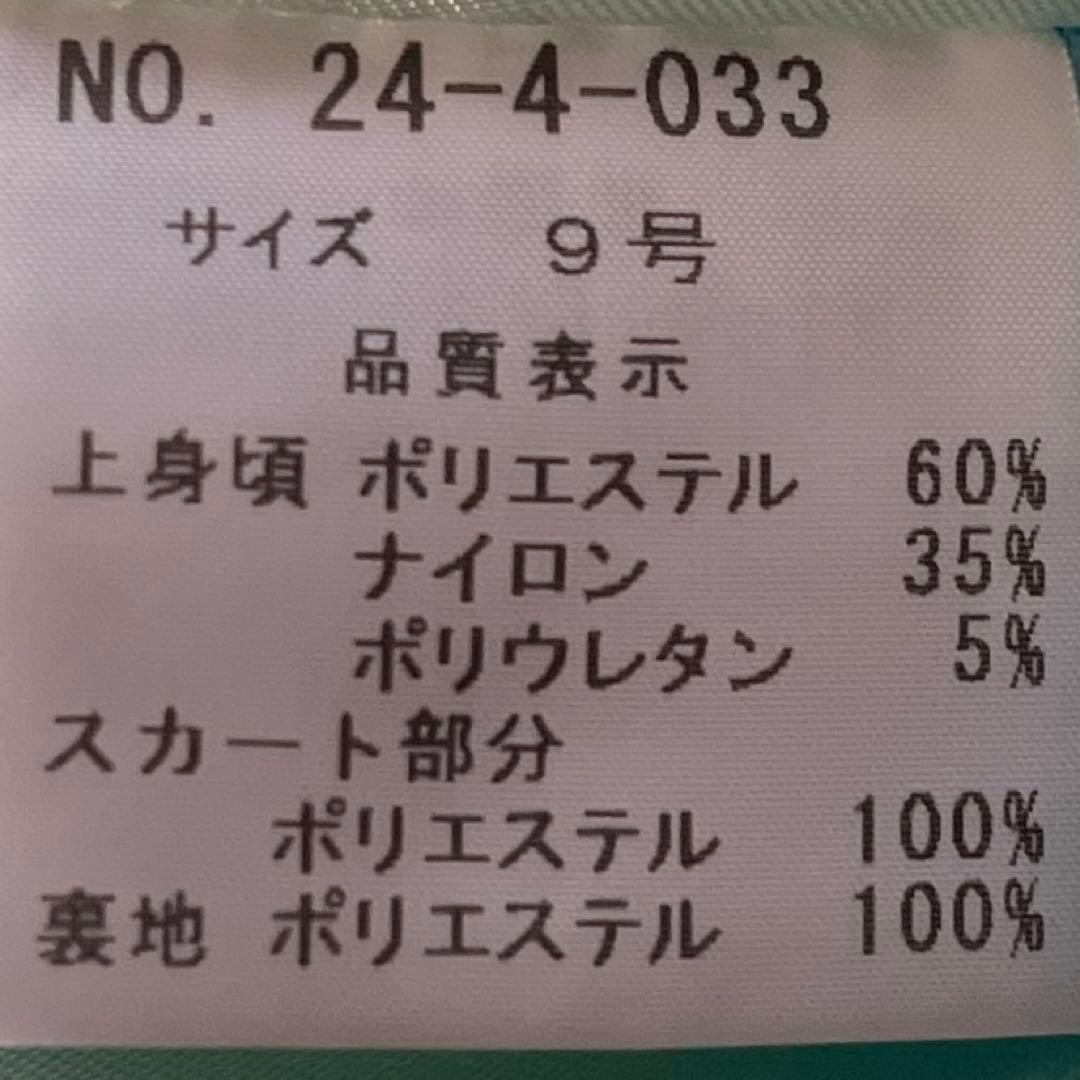 NO. 24-4-033
サイズ 9号
品質表示
上身頃 ポリエステル 60%
ナイロン 35%
ポリウレタン 5%
スカート部分
ポリエステル 100%
裏地 ポリエステル 100%